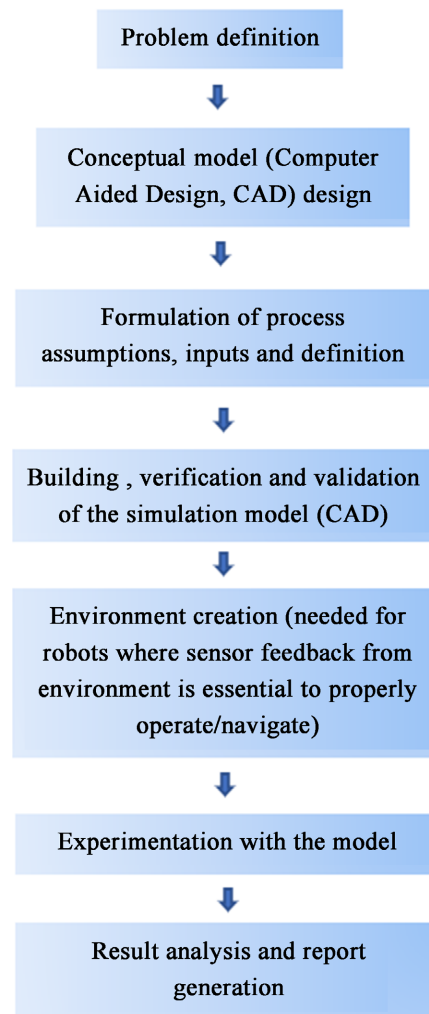 Problem definition
Conceptual model (Computer
Aided Design, CAD) design
Formulation of process
assumptions, inputs and definition
Building , verification and validation
of the simulation model (CAD)
Environment creation (needed for
robots where sensor feedback from
environment is essential to properly
operate/navigate)
Experimentation with the model
Result analysis and report
generation